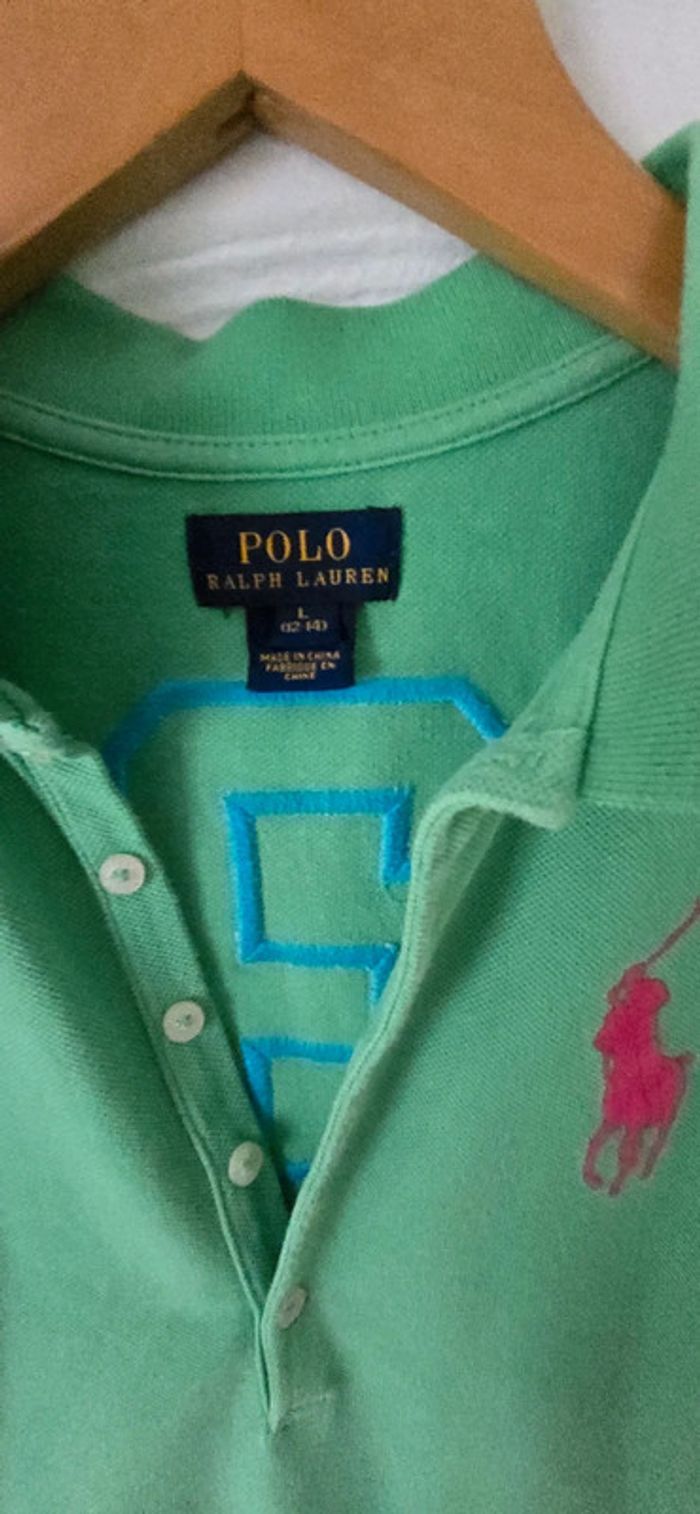 POLO
RALPH LAUREN
L
(12-14)
MADE IN CHINA
FABRIQUE EN
CHINE